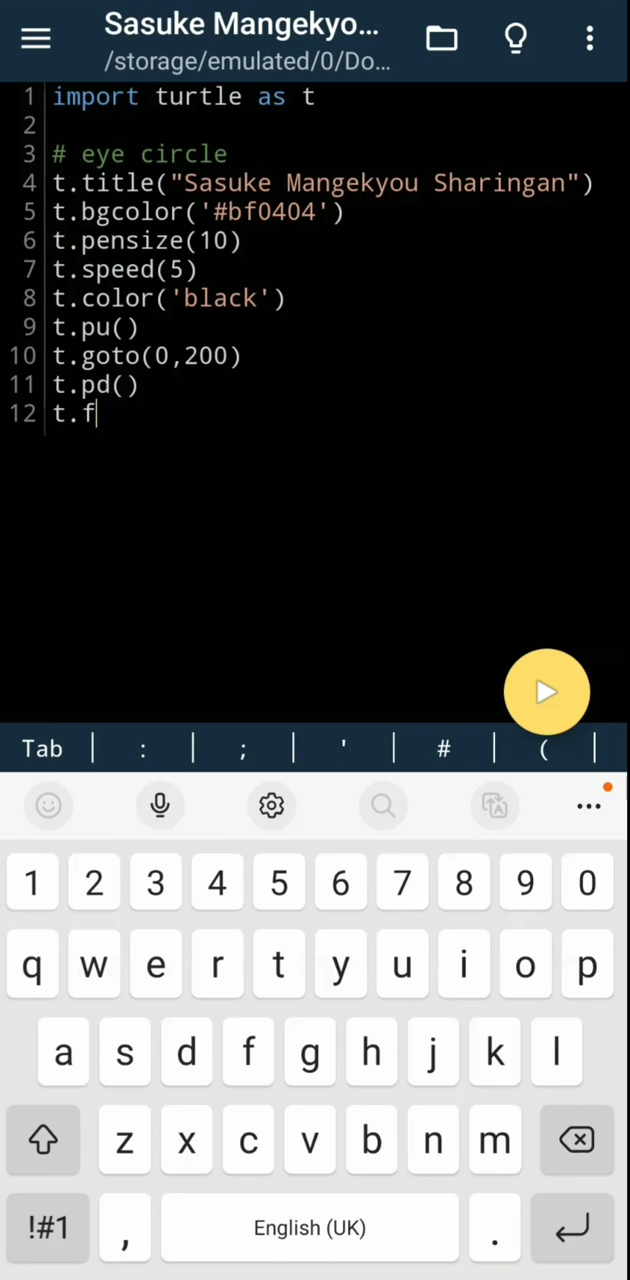 Sasuke Mangekyo...
/storage/emulated/0/Do...
1 import turtle as t
2
3 # eye circle
4 t.title("Sasuke Mangekyou Sharingan")
5 t.bgcolor('#bf0404')
6 t.pensize(10)
7 t.speed(5)
8 t.color('black')
9 t.pu()
10 t.goto(0,200)
11 t.pd()
12 t.f
Tab | : | ; | ' | # | ( |
1 2 3 4 5 6 7 8 9 0
q w e r t y u i o p
a s d f g h j k l
z x c v b n m
!#1 , English (UK) .